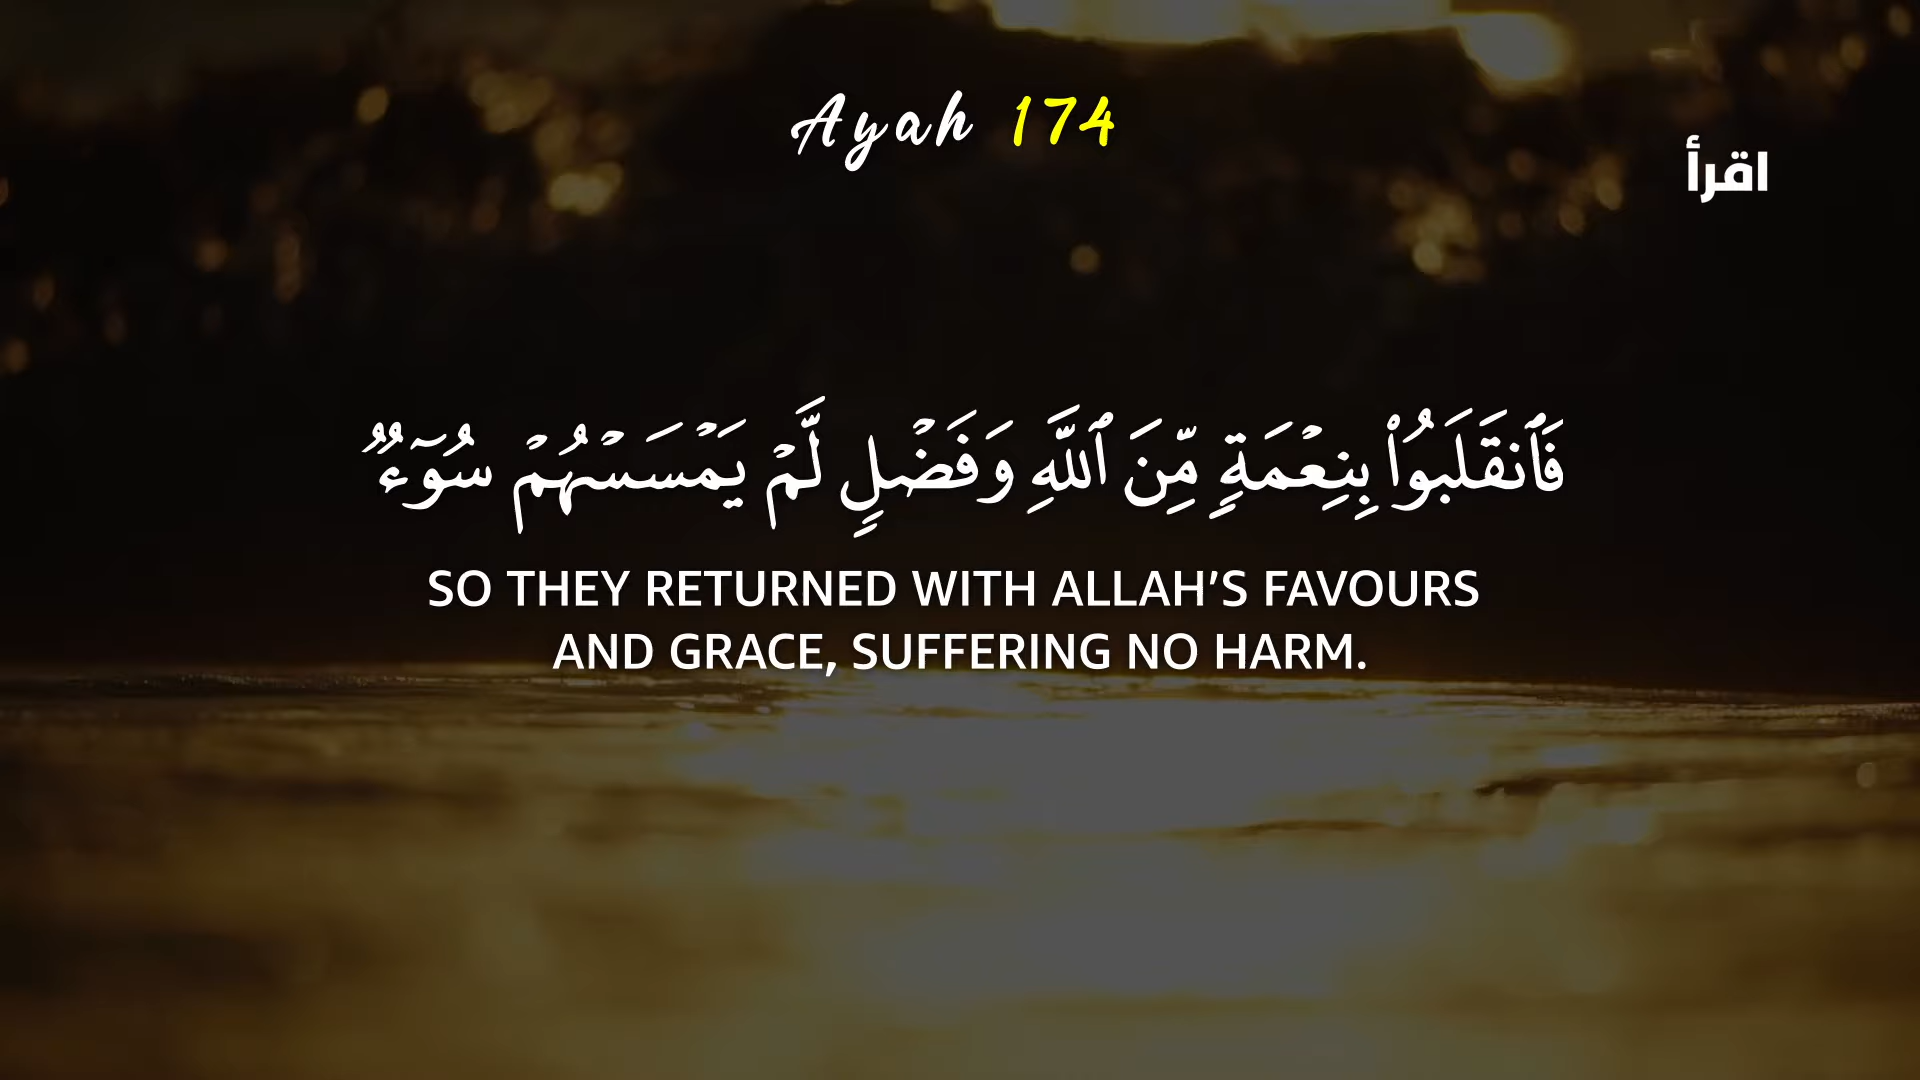 Ayah 174
اقرأ
فَٱنقَلَبُوا۟ بِنِعْمَةٍ مِّنَ ٱللَّهِ وَفَضْلٍ لَّمْ يَمْسَسْهُمْ سُوٓءٌ
SO THEY RETURNED WITH ALLAH’S FAVOURS
AND GRACE, SUFFERING NO HARM.